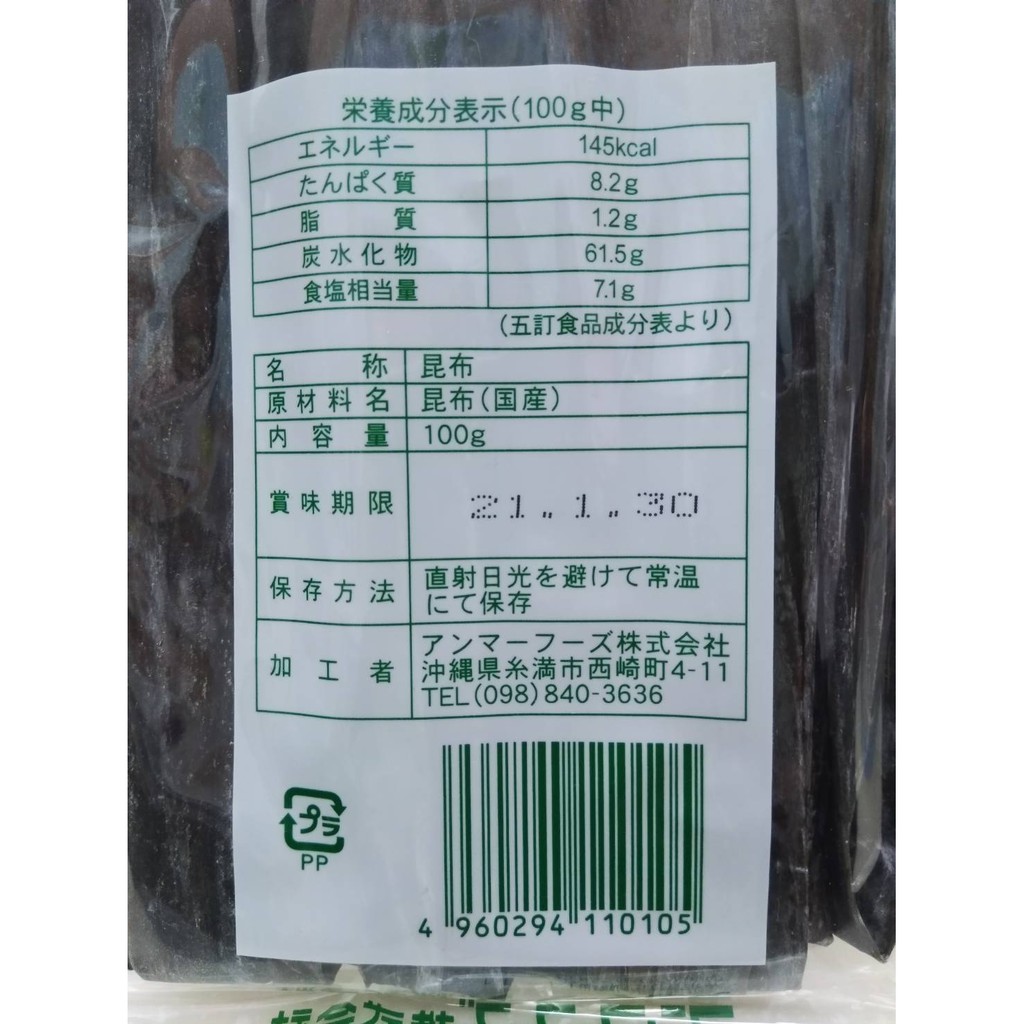 栄養成分表示(100g中)
エネルギー 145kcal
たんぱく質 8.2g
脂質 1.2g
炭水化物 61.5g
食塩相当量 7.1g
(五訂食品成分表より)
名称 昆布
原材料名 昆布(国産)
内容量 100g
賞味期限 21.1.30
保存方法 直射日光を避けて常温
にて保存
加工者 アンマーフーズ株式会社
沖縄県糸満市西崎町4-11
TEL(098)840-3636
プラ
PP
4 960294 110105